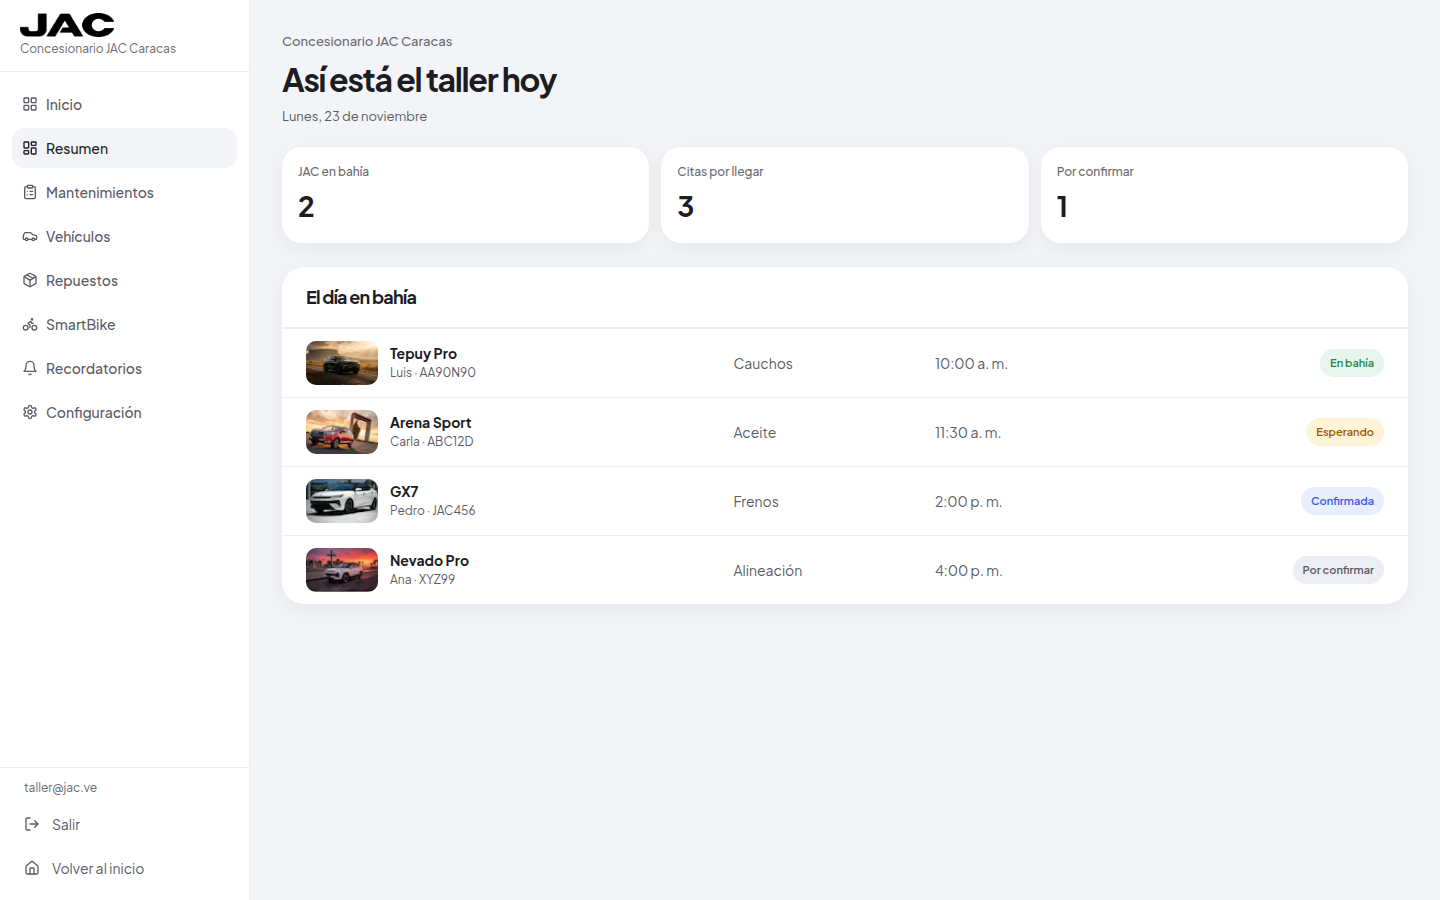 JAC
Concesionario JAC Caracas
Inicio
Resumen
Mantenimientos
Vehículos
Repuestos
SmartBike
Recordatorios
Configuración
taller@jac.ve
Salir
Volver al inicio
Concesionario JAC Caracas
Así está el taller hoy
Lunes, 23 de noviembre
JAC en bahía
2
Citas por llegar
3
Por confirmar
1
El día en bahía
Tepuy Pro
Luis · AA90N90
Cauchos
10:00 a. m.
En bahía
Arena Sport
Carla · ABC12D
Aceite
11:30 a. m.
Esperando
GX7
Pedro · JAC456
Frenos
2:00 p. m.
Confirmada
Nevado Pro
Ana · XYZ99
Alineación
4:00 p. m.
Por confirmar